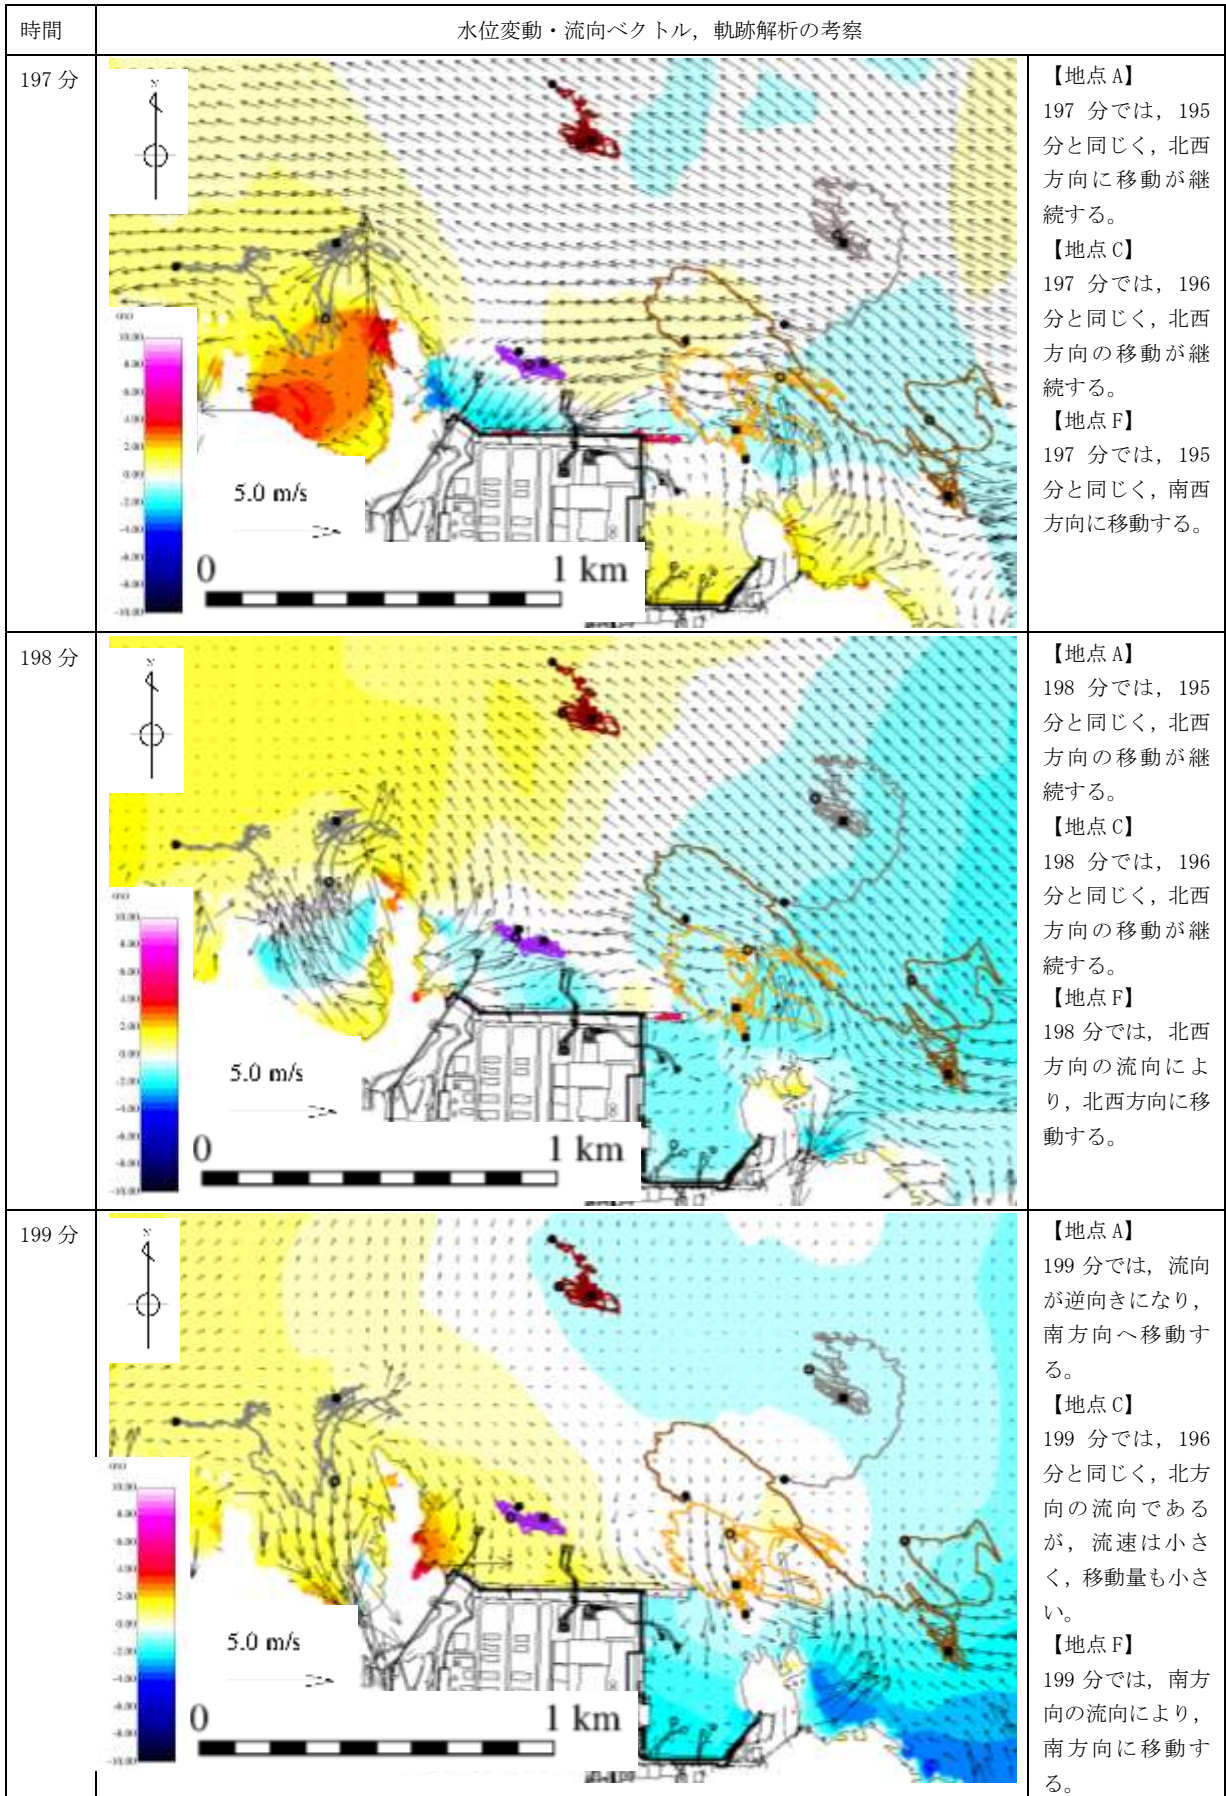 時間
水位変動・流向ベクトル，軌跡解析の考察
197 分
5.0 m/s
0
1 km
【地点 A】
197 分では，195
分と同じく，北西
方向に移動が継
続する。
【地点 C】
197 分では，196
分と同じく，北西
方向の移動が継
続する。
【地点 F】
197 分では，195
分と同じく，南西
方向に移動する。
198 分
5.0 m/s
0
1 km
【地点 A】
198 分では，195
分と同じく，北西
方向の移動が継
続する。
【地点 C】
198 分では，196
分と同じく，北西
方向の移動が継
続する。
【地点 F】
198 分では，北西
方向の流向によ
り，北西方向に移
動する。
199 分
5.0 m/s
0
1 km
【地点 A】
199 分では，流向
が逆向きになり，
南方向へ移動す
る。
【地点 C】
199 分では，196
分と同じく，北方
向の流向である
が，流速は小さ
く，移動量も小さ
い。
【地点 F】
199 分では，南方
向の流向により，
南方向に移動す
る。